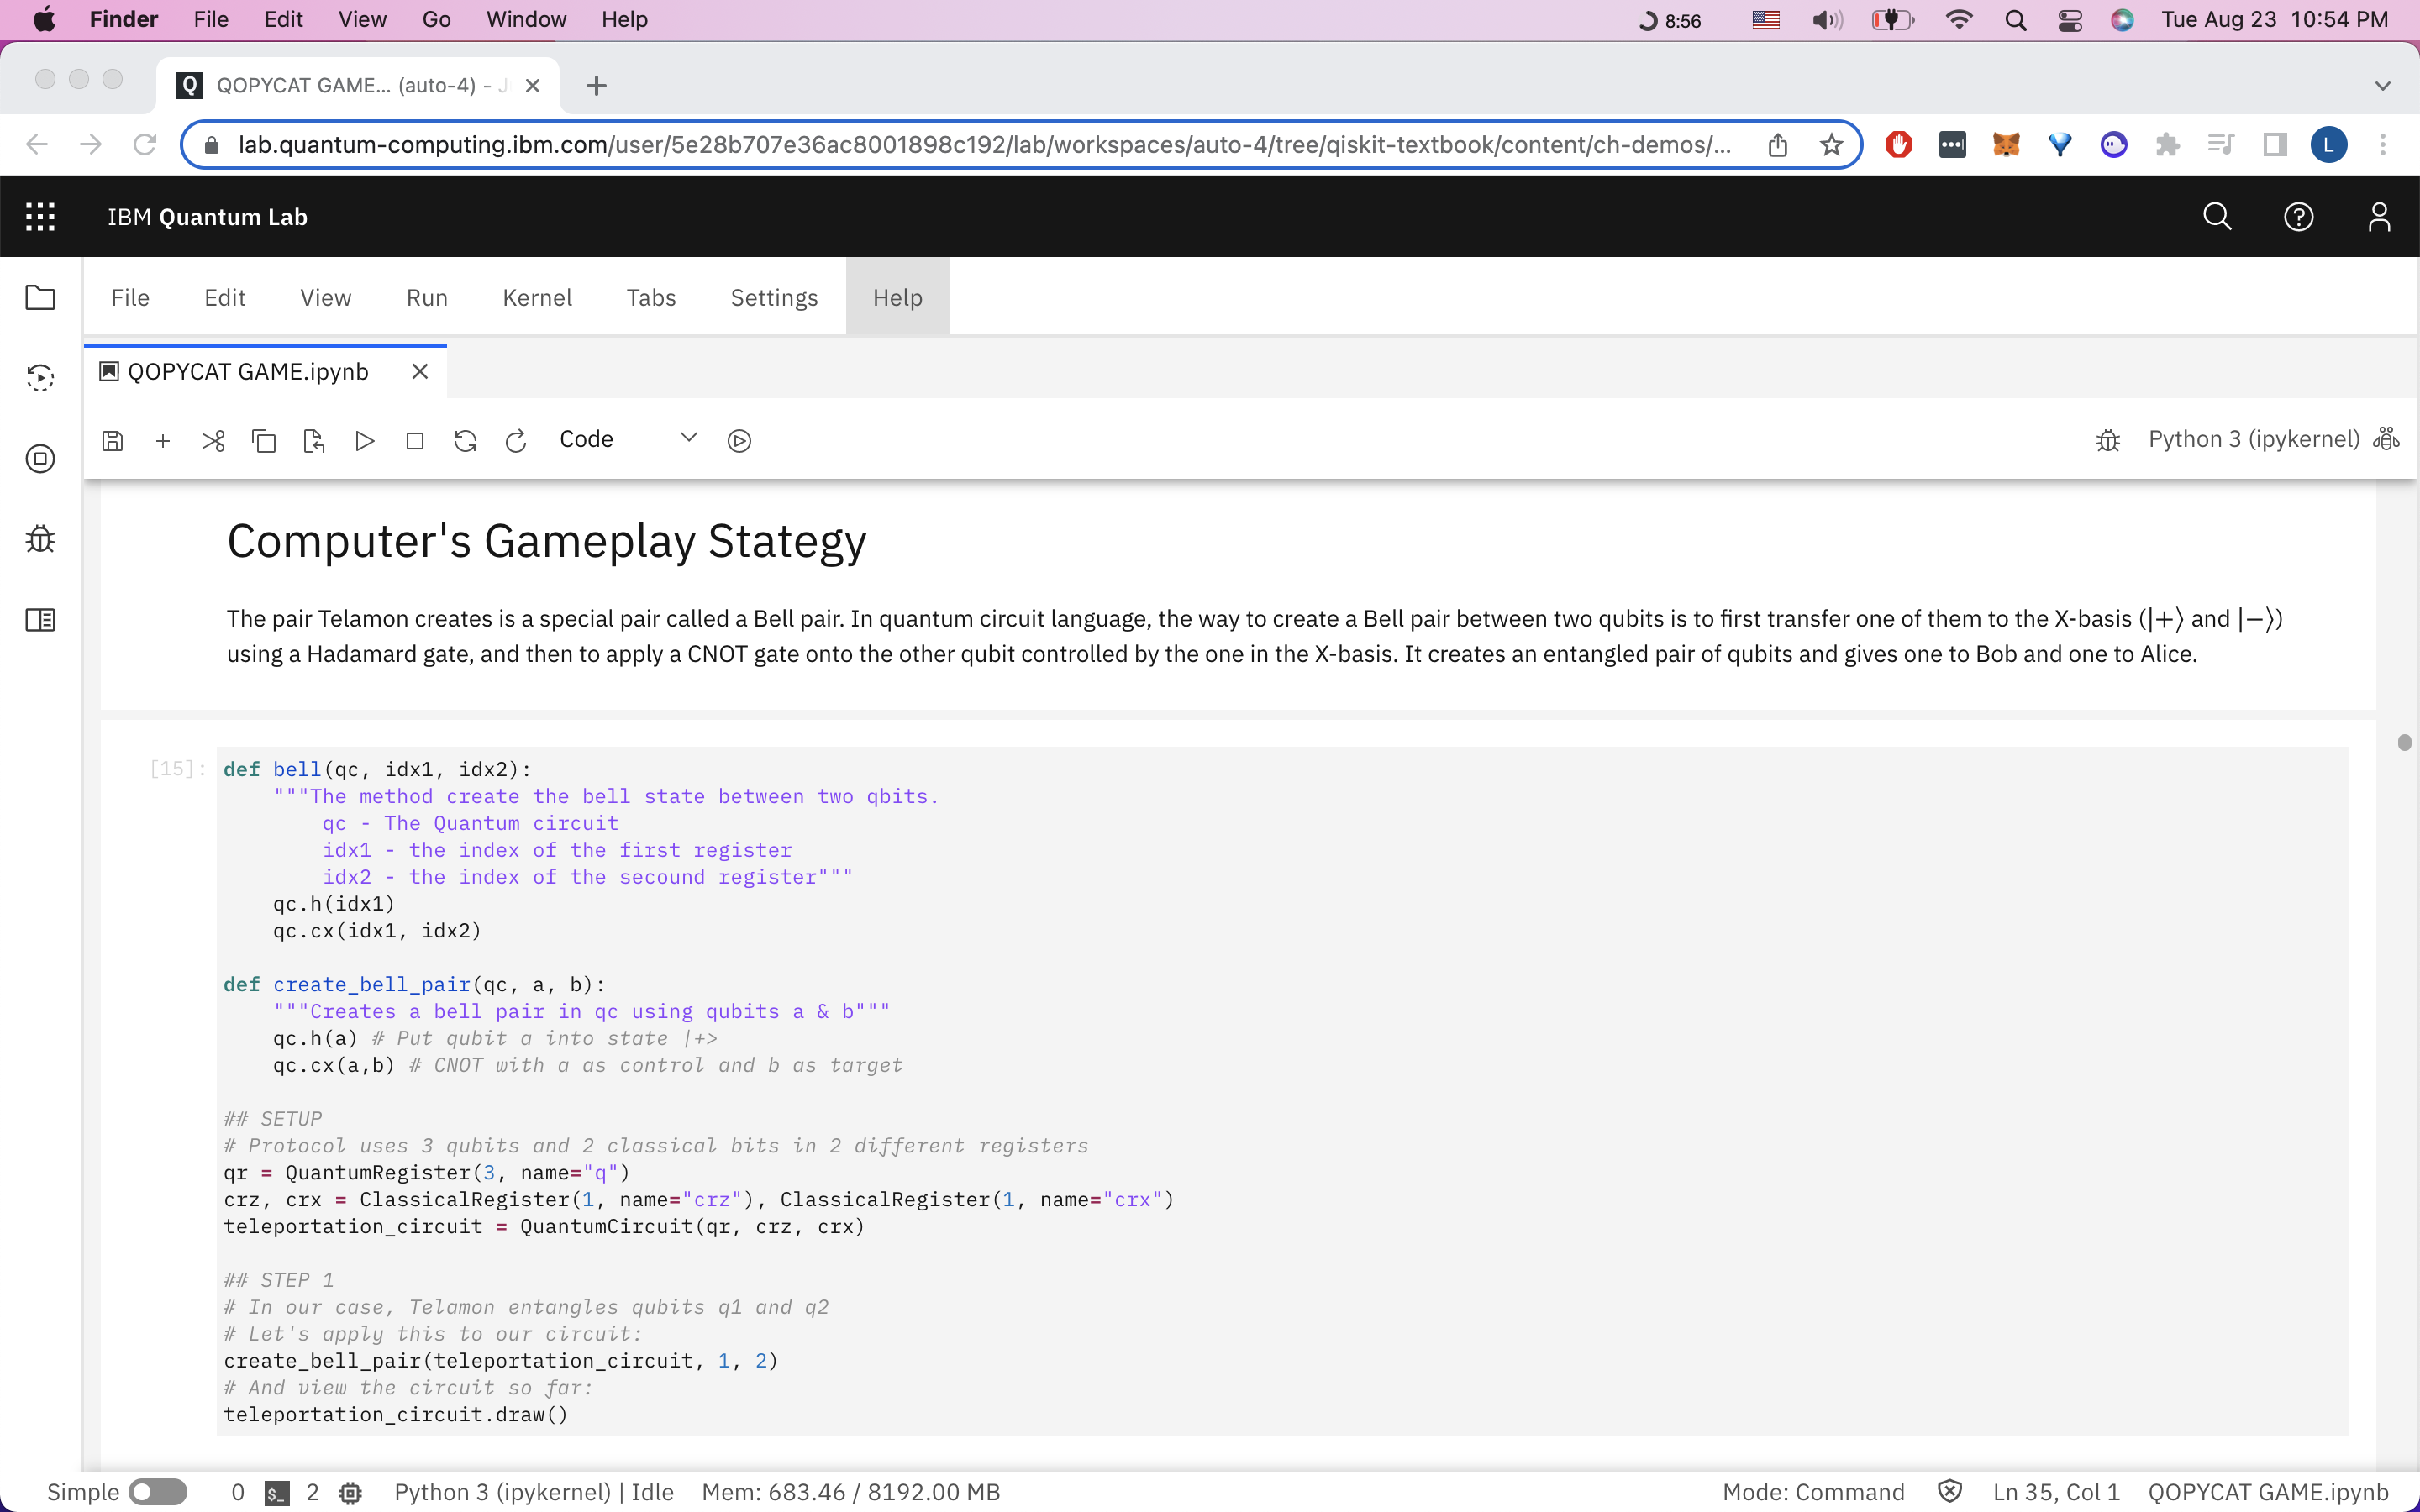 Finder File Edit View Go Window Help 8:56 Tue Aug 23 10:54 PM
Q QOPYCAT GAME... (auto-4) - J
lab.quantum-computing.ibm.com/user/5e28b707e36ac8001898c192/lab/workspaces/auto-4/tree/qiskit-textbook/content/ch-demos/... L
IBM Quantum Lab
File Edit View Run Kernel Tabs Settings Help
QOPYCAT GAME.ipynb
Code Python 3 (ipykernel)
Computer's Gameplay Stategy
The pair Telamon creates is a special pair called a Bell pair. In quantum circuit language, the way to create a Bell pair between two qubits is to first transfer one of them to the X-basis (|+⟩ and |−⟩)
using a Hadamard gate, and then to apply a CNOT gate onto the other qubit controlled by the one in the X-basis. It creates an entangled pair of qubits and gives one to Bob and one to Alice.
[15]: def bell(qc, idx1, idx2):
"""The method create the bell state between two qbits.
qc - The Quantum circuit
idx1 - the index of the first register
idx2 - the index of the secound register"""
qc.h(idx1)
qc.cx(idx1, idx2)
def create_bell_pair(qc, a, b):
"""Creates a bell pair in qc using qubits a & b"""
qc.h(a) # Put qubit a into state |+>
qc.cx(a,b) # CNOT with a as control and b as target
## SETUP
# Protocol uses 3 qubits and 2 classical bits in 2 different registers
qr = QuantumRegister(3, name="q")
crz, crx = ClassicalRegister(1, name="crz"), ClassicalRegister(1, name="crx")
teleportation_circuit = QuantumCircuit(qr, crz, crx)
## STEP 1
# In our case, Telamon entangles qubits q1 and q2
# Let's apply this to our circuit:
create_bell_pair(teleportation_circuit, 1, 2)
# And view the circuit so far:
teleportation_circuit.draw()
Simple 0 $_ 2 Python 3 (ipykernel) | Idle Mem: 683.46 / 8192.00 MB Mode: Command Ln 35, Col 1 QOPYCAT GAME.ipynb